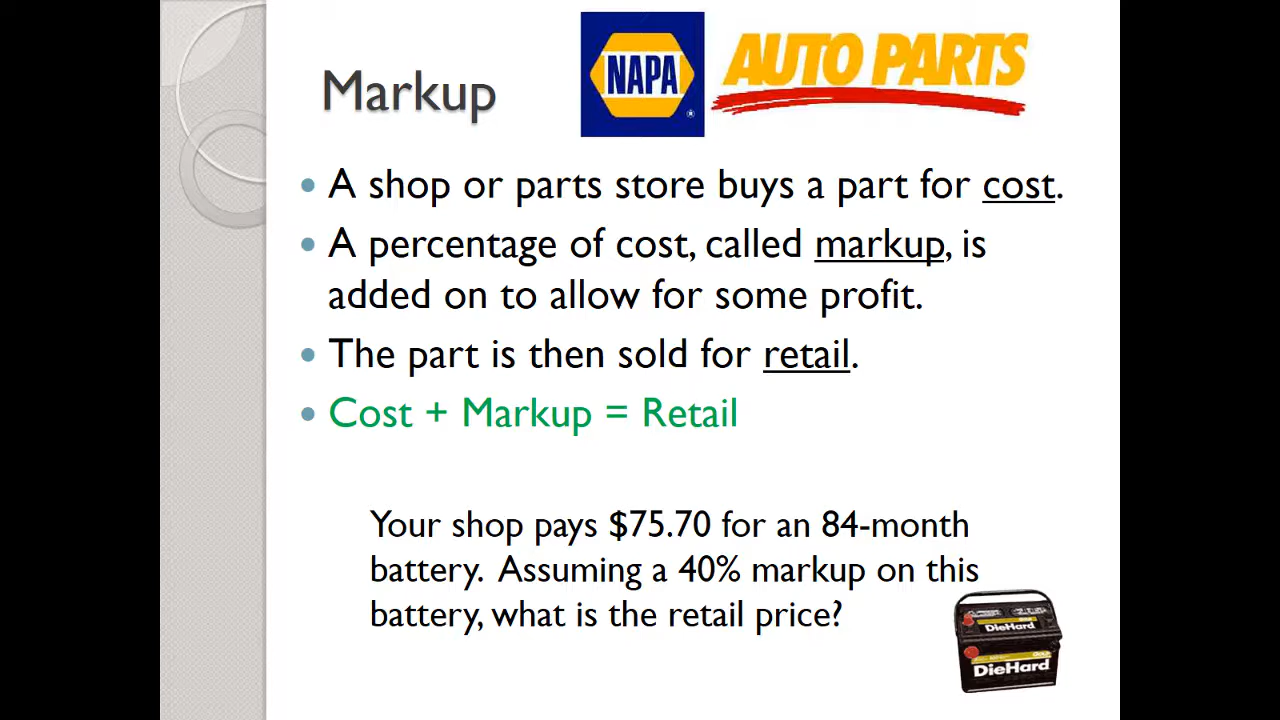 Markup
NAPA
®
AUTO PARTS
A shop or parts store buys a part for cost.
A percentage of cost, called markup, is
added on to allow for some profit.
The part is then sold for retail.
Cost + Markup = Retail
Your shop pays $75.70 for an 84-month
battery. Assuming a 40% markup on this
battery, what is the retail price?
DieHard
DieHard